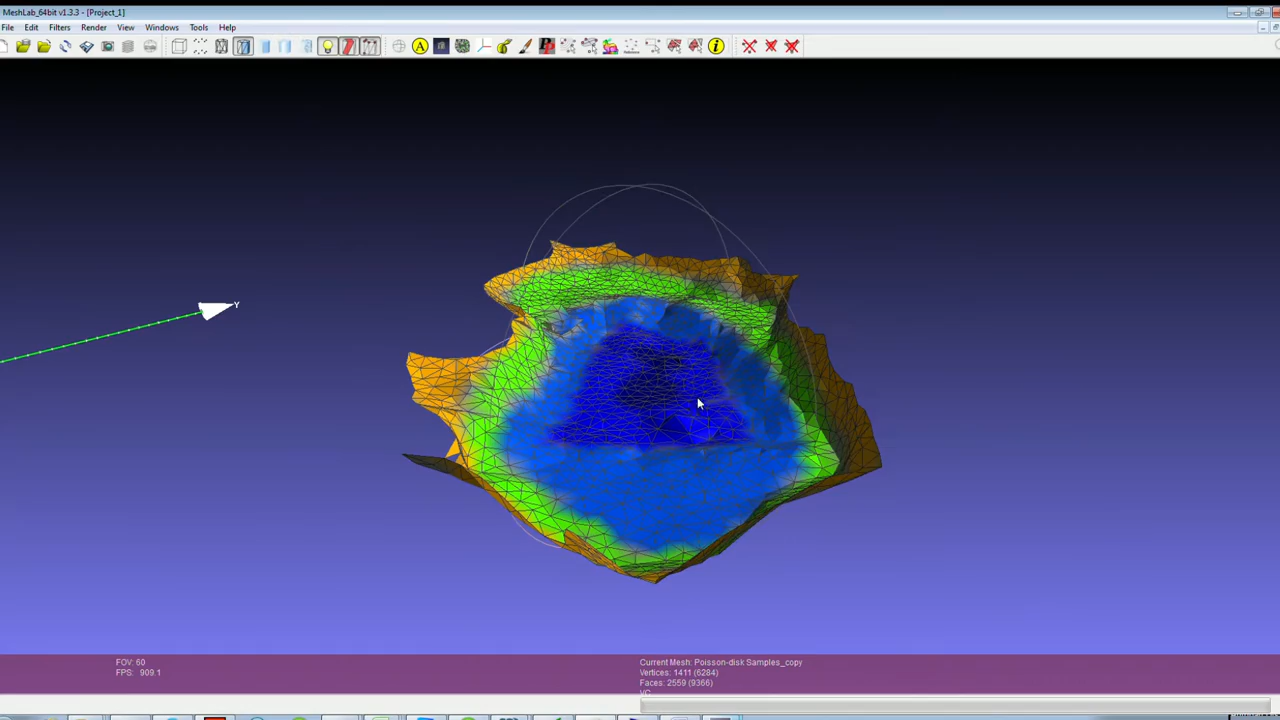 MeshLab_64bit v1.3.3 - [Project_1]
File Edit Filters Render View Windows Tools Help
A
i
Y
FOV: 60
FPS: 909.1
Current Mesh: Poisson-disk Samples_copy
Vertices: 1411 (6284)
Faces: 2559 (9366)
VC